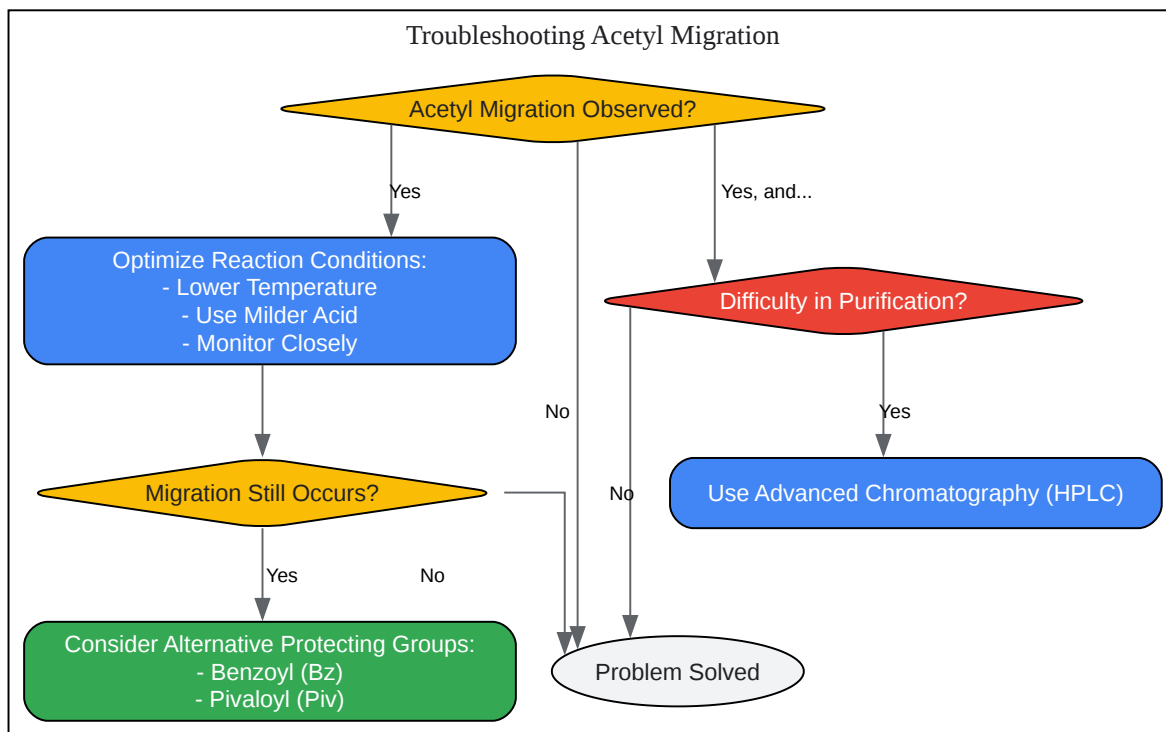 Troubleshooting Acetyl Migration
Acetyl Migration Observed?
Yes
Yes, and...
Optimize Reaction Conditions:
- Lower Temperature
- Use Milder Acid
- Monitor Closely
Difficulty in Purification?
No
Yes
Migration Still Occurs?
No
Use Advanced Chromatography (HPLC)
Yes
No
Consider Alternative Protecting Groups:
- Benzoyl (Bz)
- Pivaloyl (Piv)
Problem Solved